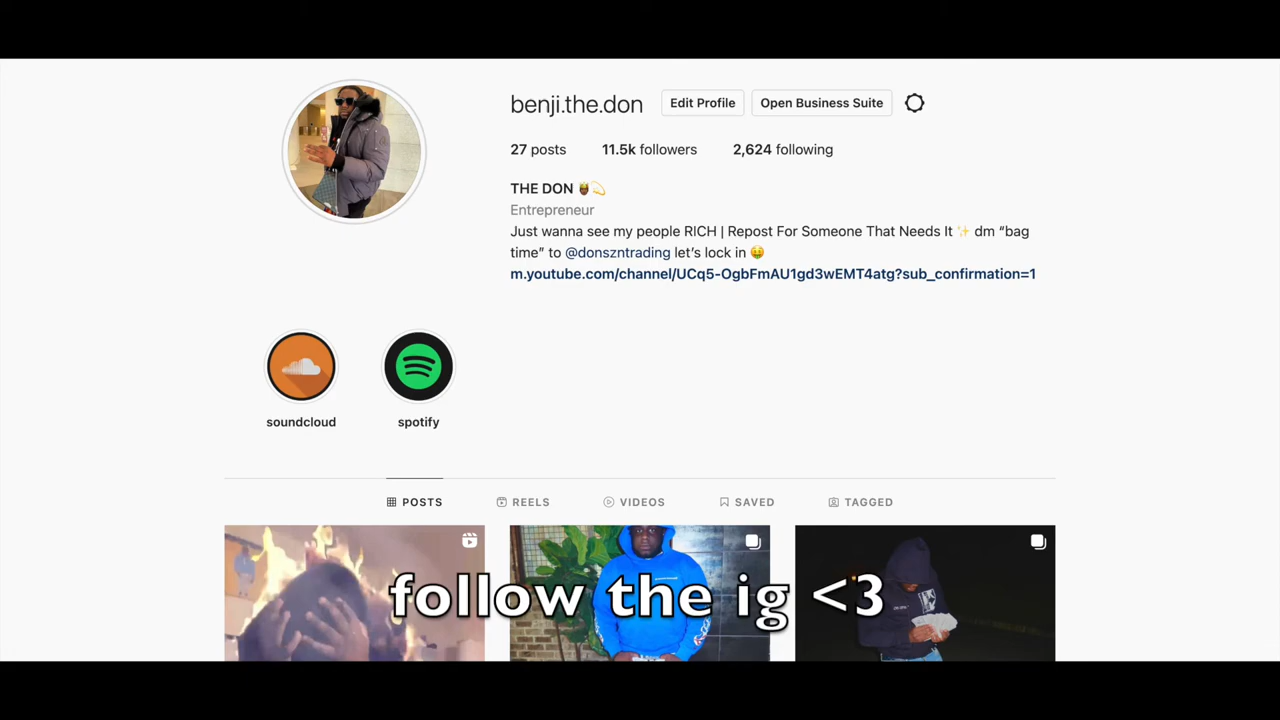 benji.the.don Edit Profile Open Business Suite
27 posts 11.5k followers 2,624 following
THE DON
Entrepreneur
Just wanna see my people RICH | Repost For Someone That Needs It ✨ dm “bag
time” to @donszntrading let’s lock in 🤑
m.youtube.com/channel/UCq5-OgbFmAU1gd3wEMT4atg?sub_confirmation=1
soundcloud spotify
POSTS REELS VIDEOS SAVED TAGGED
follow the ig <3